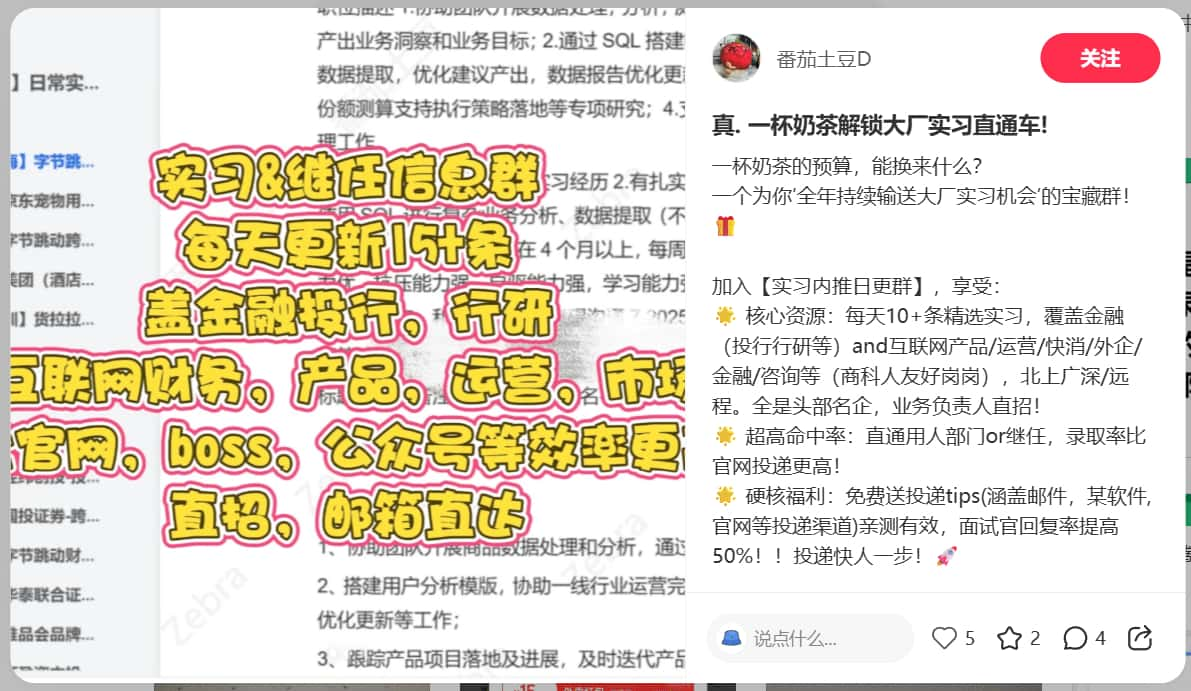 】日常实...
】字节跳...
京东宠物用...
字节跳动跨...
美团（酒店...
】货拉拉...
投证券-跨...
字节跳动财...
华泰联合证...
唯品会品牌...
产出业务洞察和业务目标；2.通过 SQL 搭建
数据提取，优化建议产出，数据报告优化更
份额测算支持执行策略落地等专项研究；4.
理工作
习经历 2.有扎实
在 4 个月以上，每周
实习&继任信息群
每天更新15+条
盖金融投行，行研
互联网财务，产品，运营，市场
官网，boss，公众号等效率更
直招，邮箱直达
1、协助团队开展商品数据处理和分析，通过
2、搭建用户分析模版，协助一线行业运营完
优化更新等工作；
3、跟踪产品项目落地及进展，及时迭代产品
Zebra
Zebra
番茄土豆D
关注
真. 一杯奶茶解锁大厂实习直通车!
一杯奶茶的预算，能换来什么?
一个为你‘全年持续输送大厂实习机会’的宝藏群！
🎁
加入【实习内推日更群】，享受：
🌟 核心资源：每天10+条精选实习，覆盖金融
（投行行研等）and互联网产品/运营/快消/外企/
金融/咨询等（商科人友好岗岗），北上广深/远
程。全是头部名企，业务负责人直招！
🌟 超高命中率：直通用人部门or继任，录取率比
官网投递更高！
🌟 硬核福利：免费送投递tips(涵盖邮件，某软件,
官网等投递渠道)亲测有效，面试官回复率提高
50%！！投递快人一步！🚀
说点什么...
5
2
4